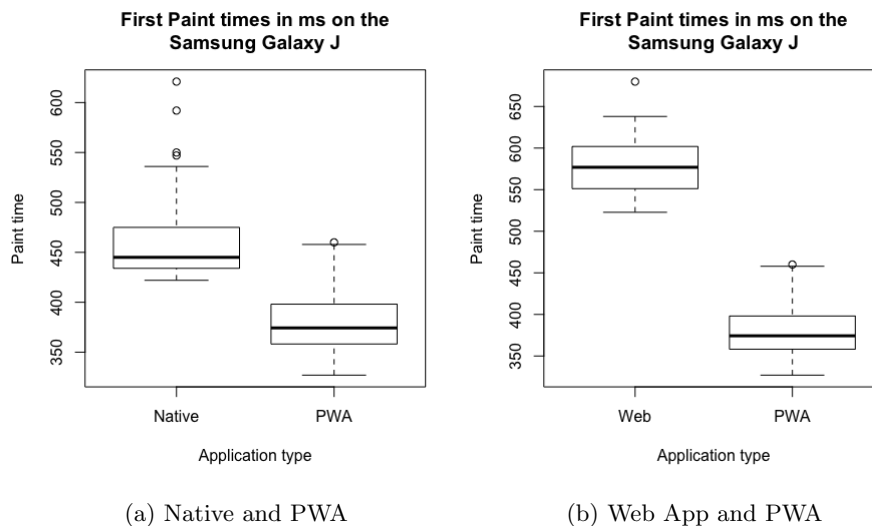 First Paint times in ms on the
Samsung Galaxy J
Paint time
600
550
500
450
400
350
Native
PWA
Application type
(a) Native and PWA
First Paint times in ms on the
Samsung Galaxy J
Paint time
650
600
550
500
450
400
350
Web
PWA
Application type
(b) Web App and PWA